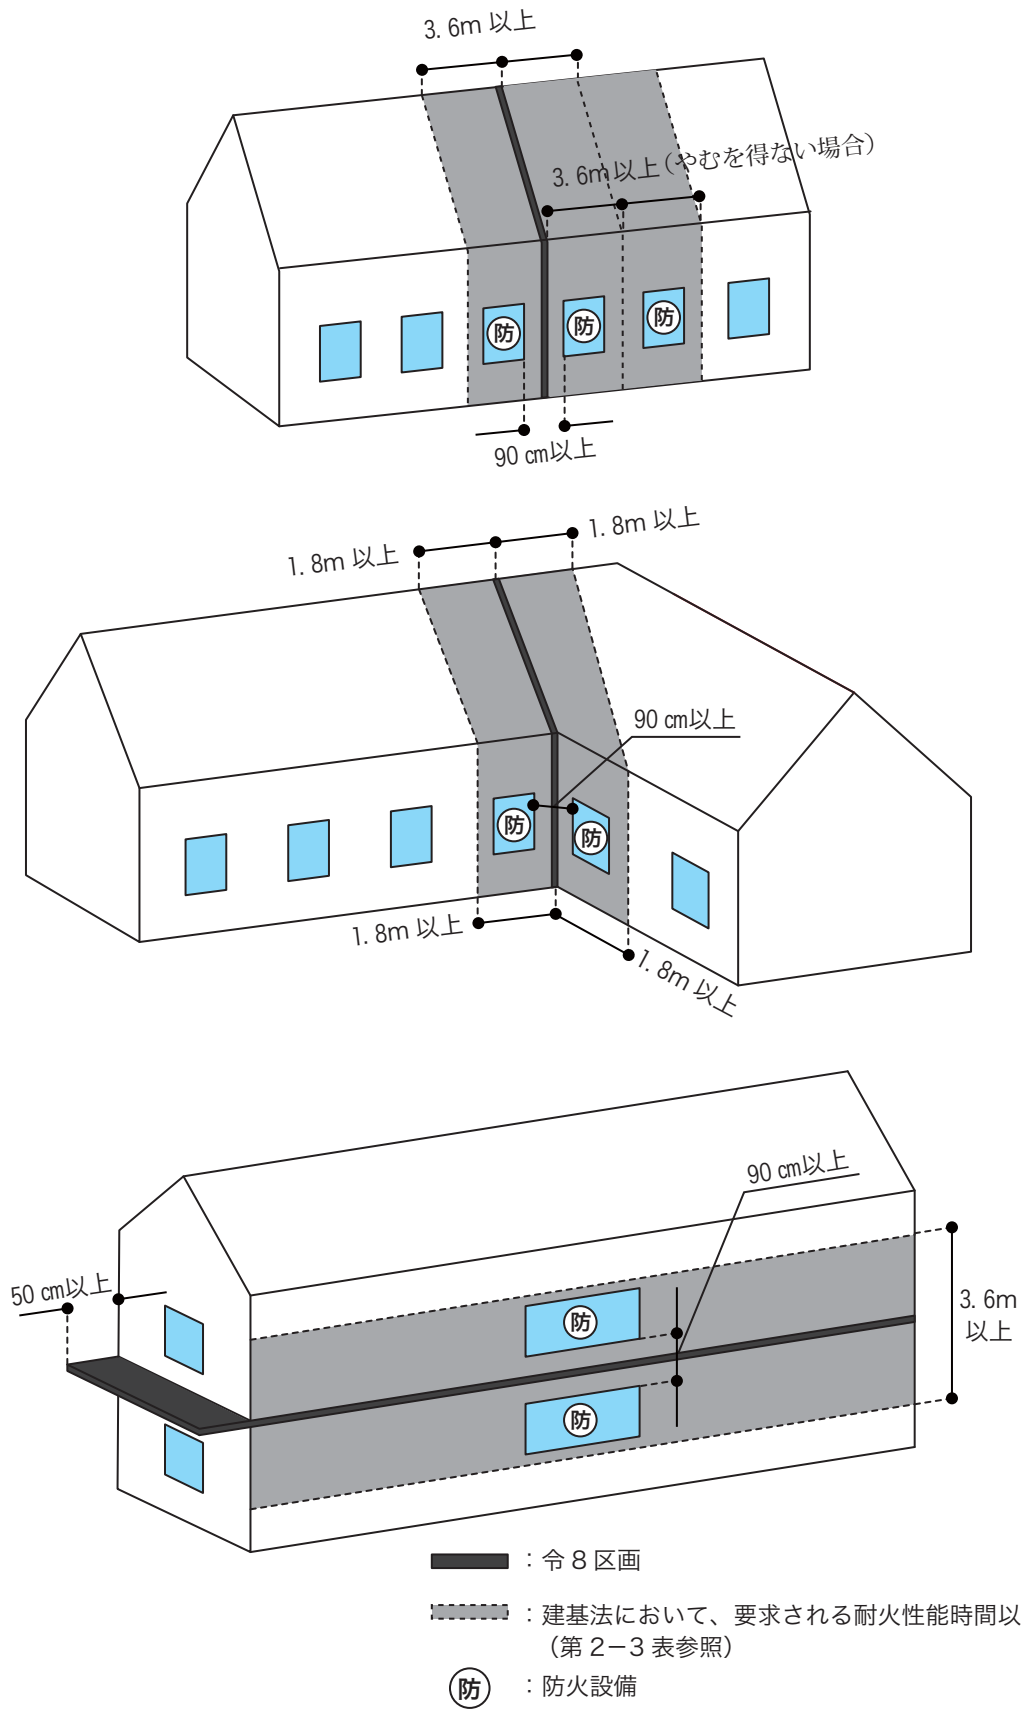 3.6m 以上
3.6m 以上（やむを得ない場合）
防
防
防
90 cm以上
1.8m 以上
1.8m 以上
90 cm以上
防
防
1.8m 以上
1.8m 以上
90 cm以上
50 cm以上
防
3.6m
以上
防
：令８区画
：建基法において、要求される耐火性能時間以
（第２−３表参照）
防
：防火設備